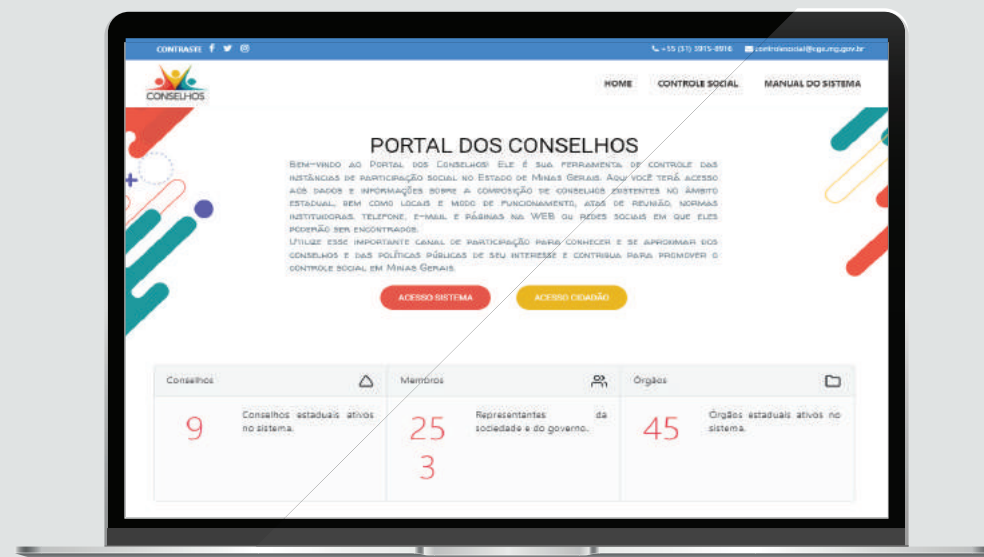 CONTRASTE
+55 (31) 3915-8916 controlesocial@cge.mg.gov.br
CONSELHOS
HOME CONTROLE SOCIAL MANUAL DO SISTEMA
PORTAL DOS CONSELHOS
BEM-VINDO AO PORTAL DOS CONSELHOS! ELE É SUA FERRAMENTA DE CONTROLE DAS
INSTÂNCIAS DE PARTICIPAÇÃO SOCIAL NO ESTADO DE MINAS GERAIS. AQUI VOCÊ TERÁ ACESSO
AOS DADOS E INFORMAÇÕES SOBRE A COMPOSIÇÃO DE CONSELHOS EXISTENTES NO ÂMBITO
ESTADUAL, BEM COMO LOCAIS E MODO DE FUNCIONAMENTO, ATAS DE REUNIÃO, NORMAS
INSTITUIDORAS, TELEFONE, E-MAIL E PÁGINAS NA WEB OU REDES SOCIAIS EM QUE ELES
PODERÃO SER ENCONTRADOS.
UTILIZE ESSE IMPORTANTE CANAL DE PARTICIPAÇÃO PARA CONHECER E SE APROXIMAR DOS
CONSELHOS E DAS POLÍTICAS PÚBLICAS DE SEU INTERESSE E CONTRIBUA PARA PROMOVER O
CONTROLE SOCIAL EM MINAS GERAIS.
ACESSO SISTEMA ACESSO CIDADÃO
Conselhos
9
Conselhos estaduais ativos
no sistema.
Membros
25
3
Representantes da
sociedade e do governo.
Órgãos
45
Órgãos estaduais ativos no
sistema.